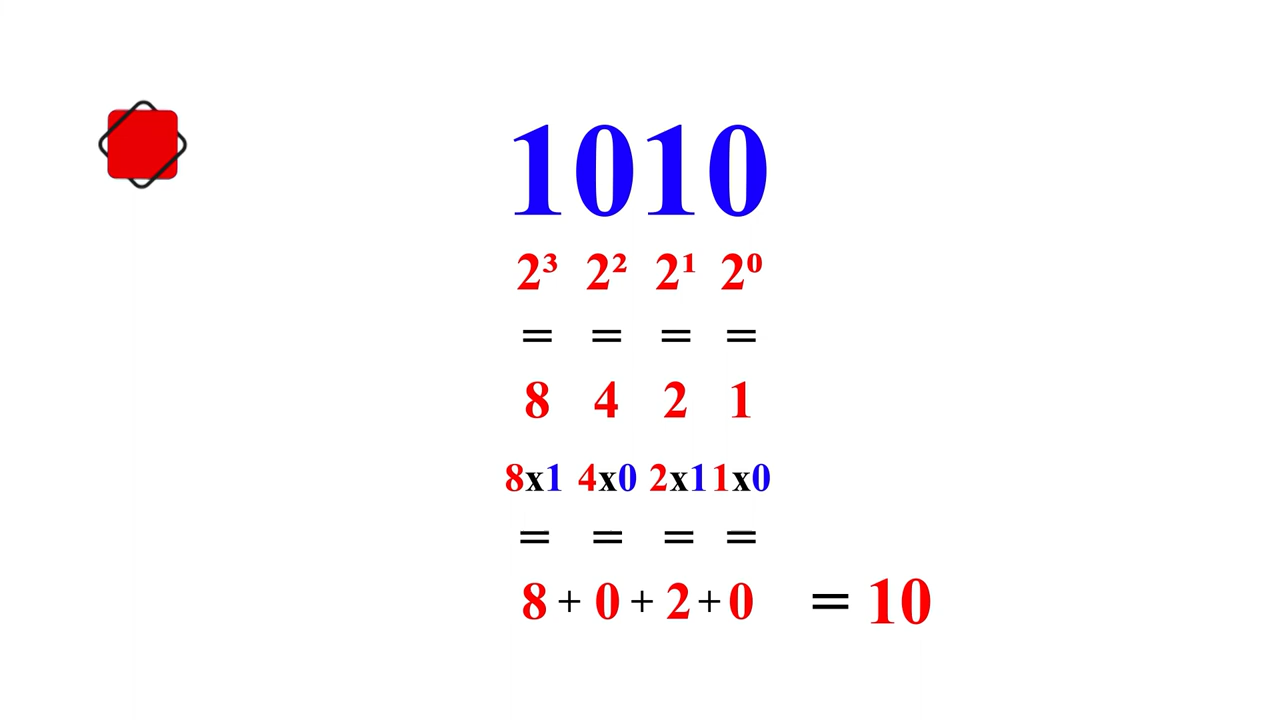 1010
2³ 2² 2¹ 2⁰
= = = =
8 4 2 1
8x1 4x0 2x1 1x0
= = = =
8 + 0 + 2 + 0 = 10